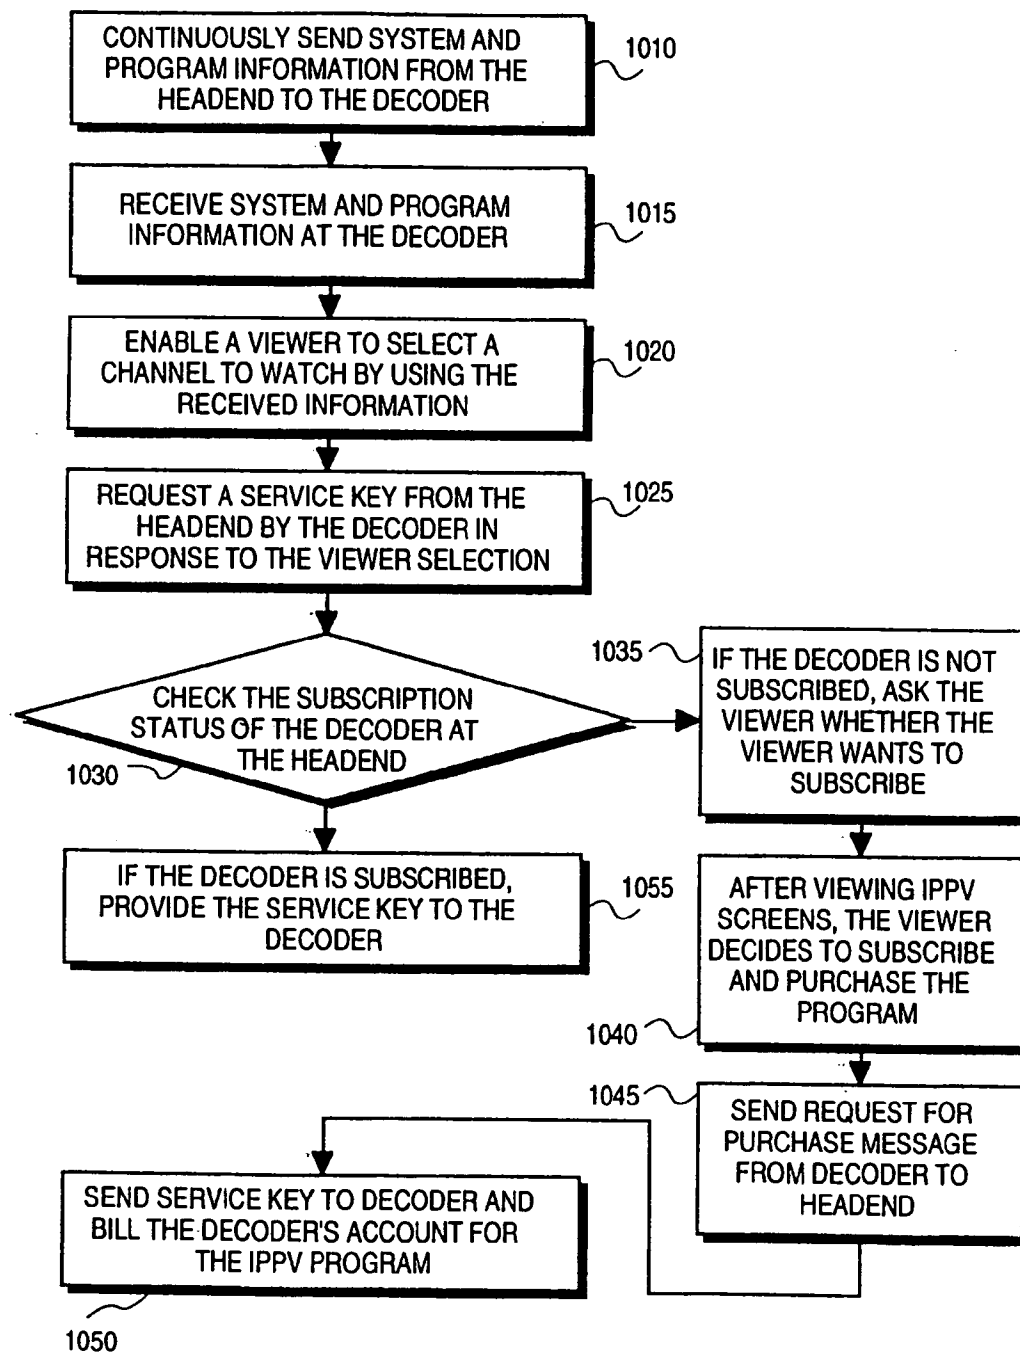 CONTINUOUSLY SEND SYSTEM AND
PROGRAM INFORMATION FROM THE
HEADEND TO THE DECODER
1010
RECEIVE SYSTEM AND PROGRAM
INFORMATION AT THE DECODER
1015
ENABLE A VIEWER TO SELECT A
CHANNEL TO WATCH BY USING THE
RECEIVED INFORMATION
1020
REQUEST A SERVICE KEY FROM THE
HEADEND BY THE DECODER IN
RESPONSE TO THE VIEWER SELECTION
1025
CHECK THE SUBSCRIPTION
STATUS OF THE DECODER AT
THE HEADEND
1030
1035
IF THE DECODER IS NOT
SUBSCRIBED, ASK THE
VIEWER WHETHER THE
VIEWER WANTS TO
SUBSCRIBE
IF THE DECODER IS SUBSCRIBED,
PROVIDE THE SERVICE KEY TO THE
DECODER
1055
AFTER VIEWING IPPV
SCREENS, THE VIEWER
DECIDES TO SUBSCRIBE
AND PURCHASE THE
PROGRAM
1040
1045
SEND REQUEST FOR
PURCHASE MESSAGE
FROM DECODER TO
HEADEND
SEND SERVICE KEY TO DECODER AND
BILL THE DECODER'S ACCOUNT FOR
THE IPPV PROGRAM
1050